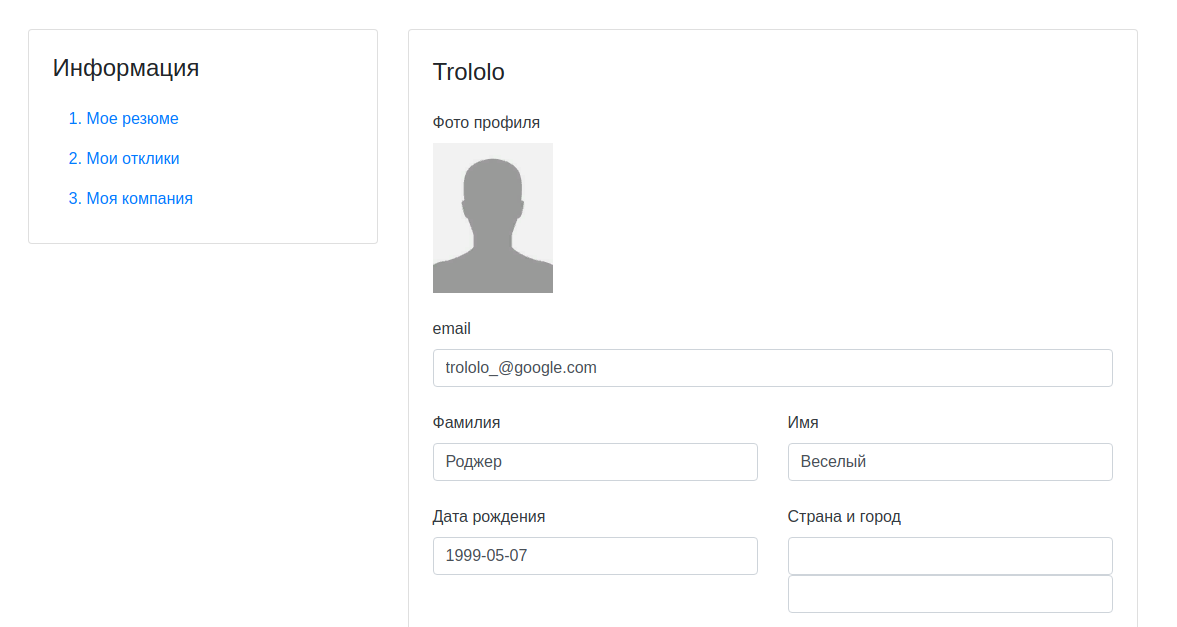 Информация
1. Мое резюме
2. Мои отклики
3. Моя компания
Trololo
Фото профиля
email
trololo_@google.com
Фамилия
Имя
Роджер
Веселый
Дата рождения
Страна и город
1999-05-07